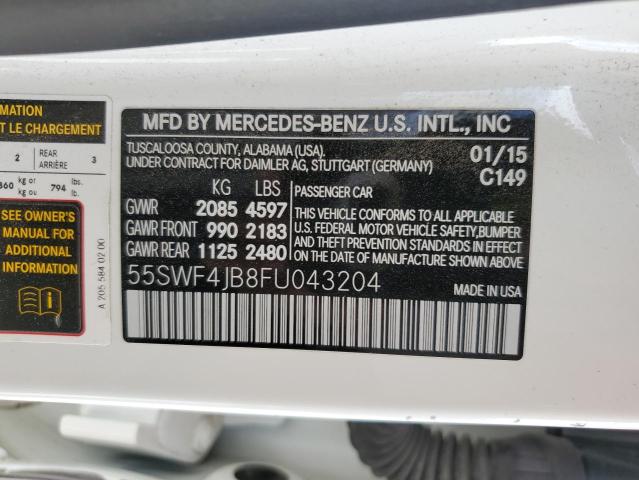 MATION
T LE CHARGEMENT
2 REAR ARRIÈRE 3
360 kg or kg ou 794 lbs. lb.
SEE OWNER'S
MANUAL FOR
ADDITIONAL
INFORMATION
A 205 584 02 00
MFD BY MERCEDES-BENZ U.S. INTL., INC
TUSCALOOSA COUNTY, ALABAMA (USA).
UNDER CONTRACT FOR DAIMLER AG, STUTTGART (GERMANY)
01/15
C149
KG LBS
GVWR 2085 4597
GAWR FRONT 990 2183
GAWR REAR 1125 2480
PASSENGER CAR
THIS VEHICLE CONFORMS TO ALL APPLICABLE
U.S. FEDERAL MOTOR VEHICLE SAFETY,BUMPER
AND THEFT PREVENTION STANDARDS IN EFFECT
ON THE DATE OF MANUFACTURE SHOWN ABOVE.
55SWF4JB8FU043204
MADE IN USA